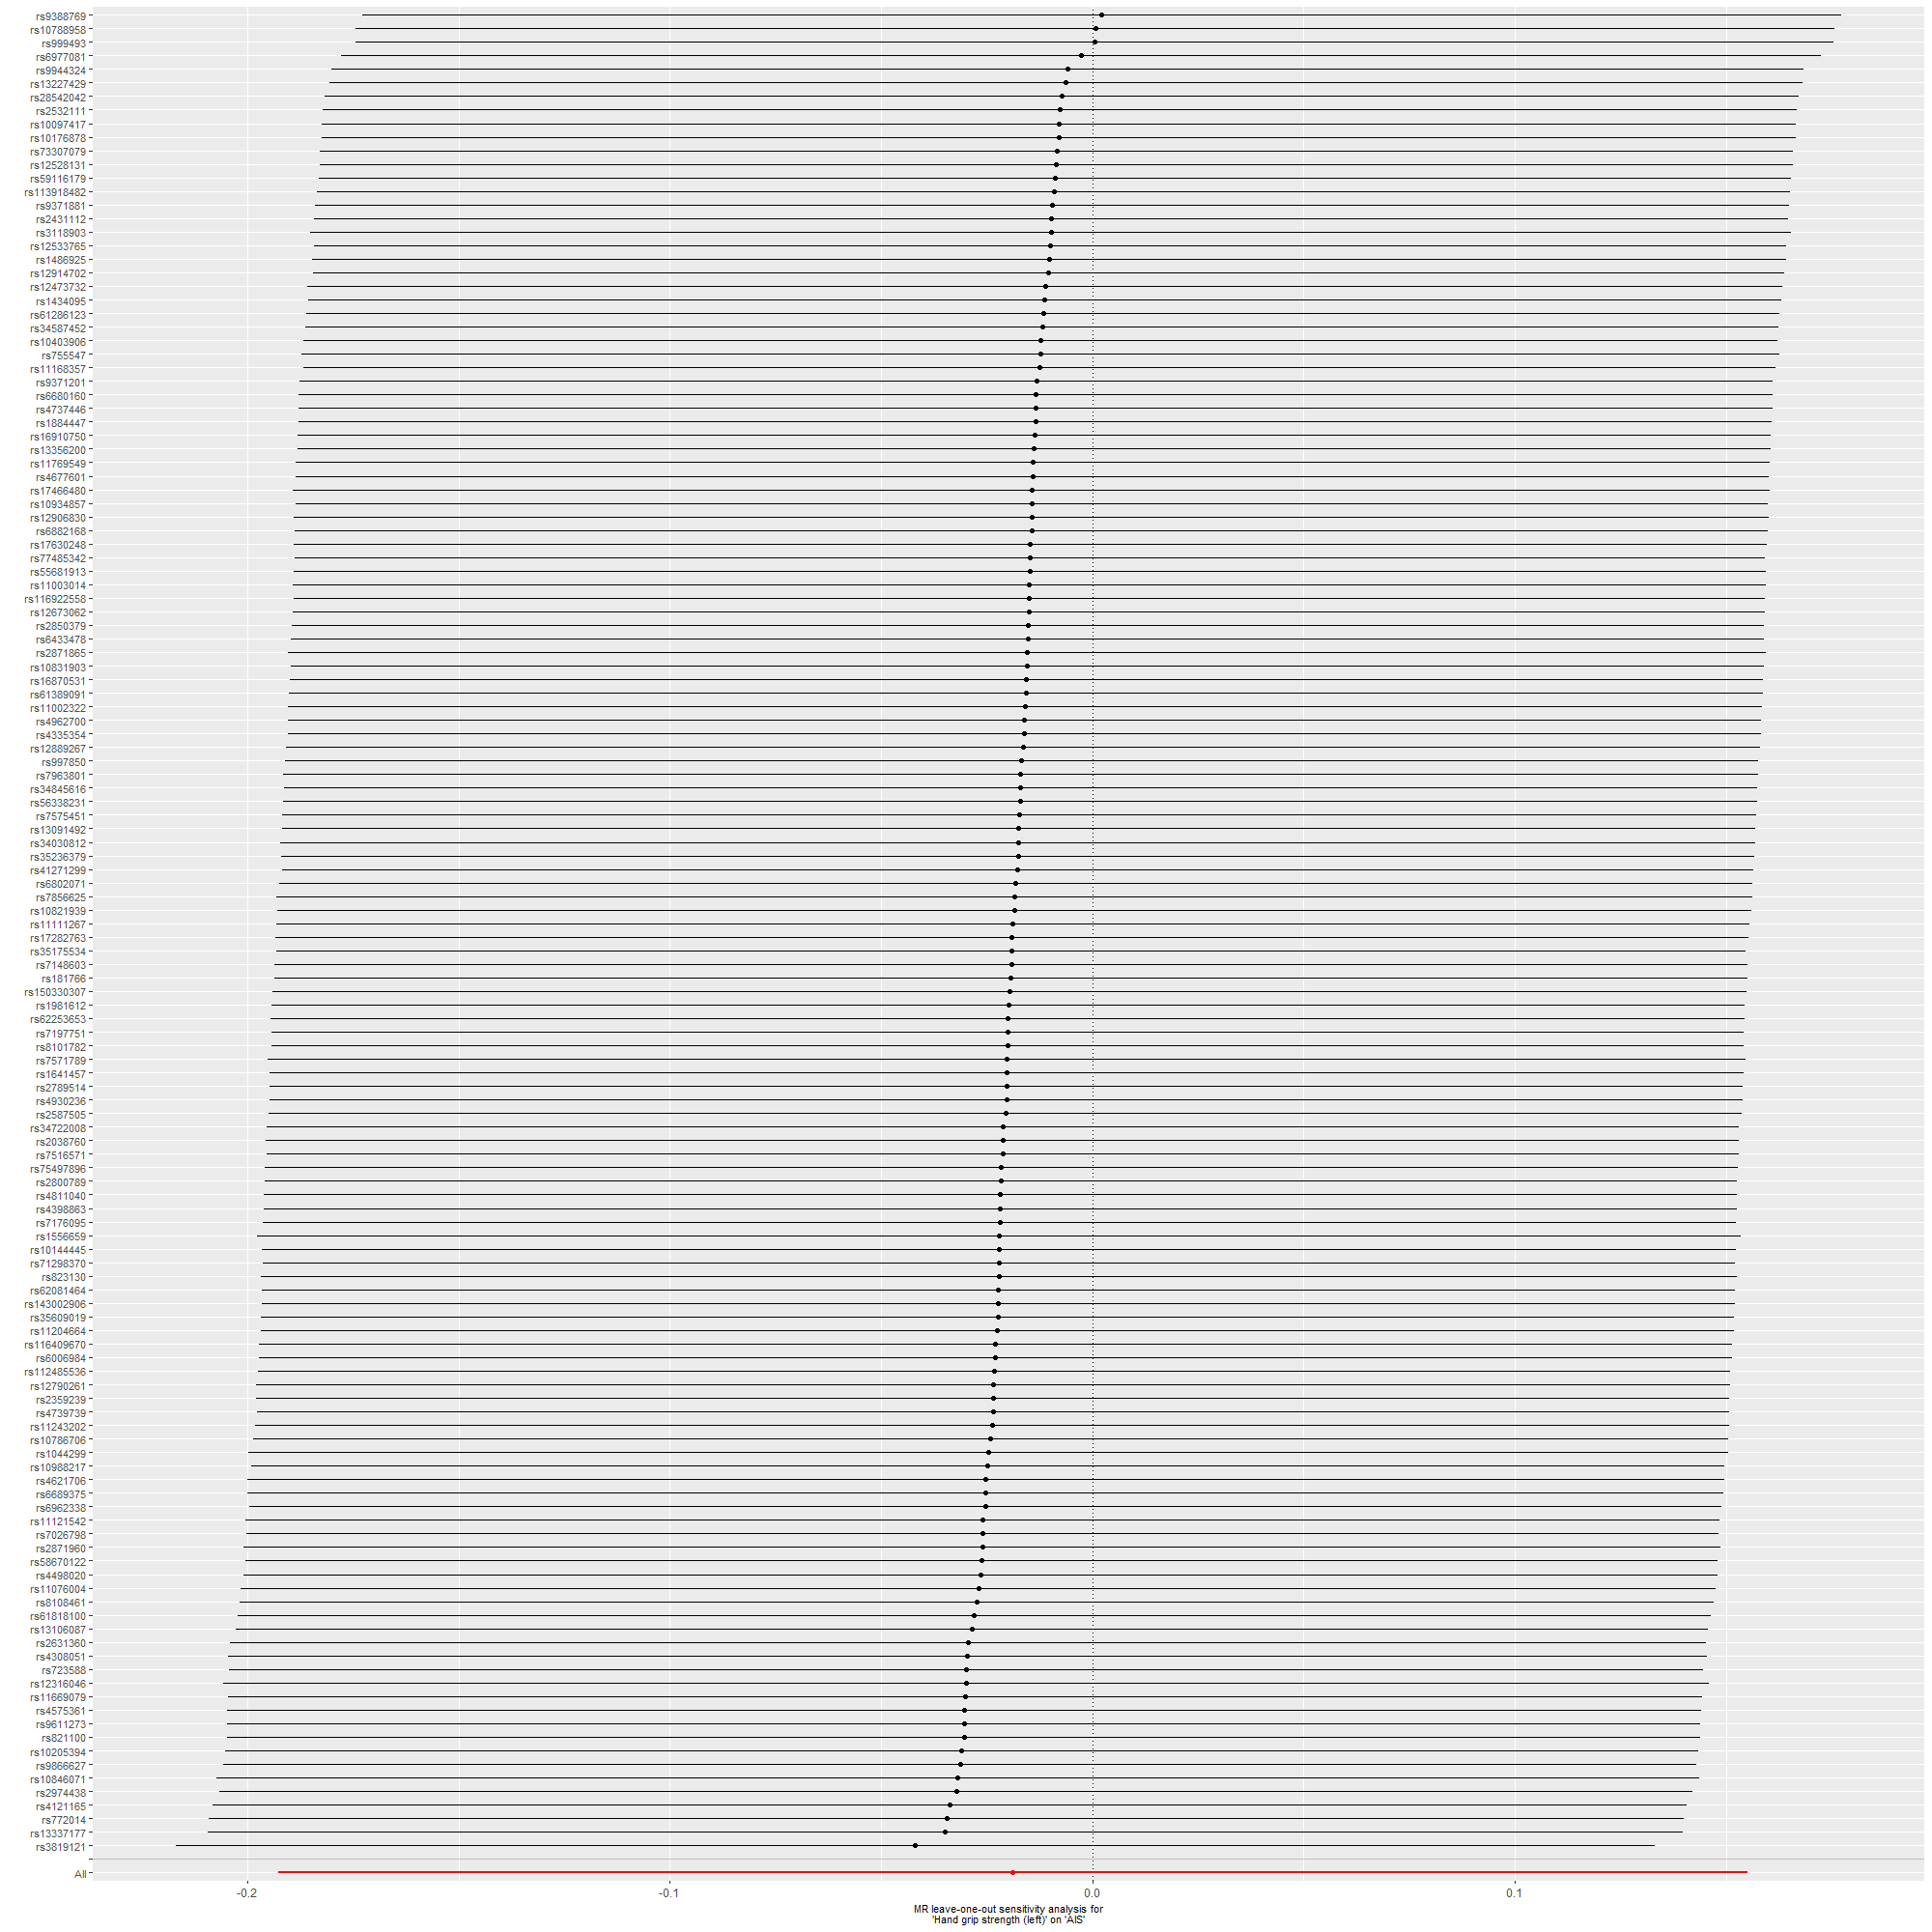 rs9388769
rs10788958
rs999493
rs6977081
rs9944324
rs13227429
rs28542042
rs2532111
rs10097417
rs10176878
rs73307079
rs12528131
rs59116179
rs113918482
rs9371881
rs2431112
rs3118903
rs12533765
rs1486925
rs12914702
rs12473732
rs1434095
rs61286123
rs34587452
rs10403906
rs755547
rs11168357
rs9371201
rs6680160
rs4737446
rs1884447
rs16910750
rs13356200
rs11769549
rs4677601
rs17466480
rs10934857
rs12906830
rs6882168
rs17630248
rs77485342
rs55681913
rs11003014
rs116922558
rs12673062
rs2850379
rs6433478
rs2871865
rs10831903
rs16870531
rs61389091
rs11002322
rs4962700
rs4335354
rs12889267
rs997850
rs7963801
rs34845616
rs56338231
rs7575451
rs13091492
rs34030812
rs35236379
rs41271299
rs6802071
rs7856625
rs10821939
rs11111267
rs17282763
rs35175534
rs7148603
rs181766
rs150330307
rs1981612
rs62253653
rs7197751
rs8101782
rs7571789
rs1641457
rs2789514
rs4930236
rs2587505
rs34722008
rs2038760
rs7516571
rs75497896
rs2800789
rs4811040
rs4398863
rs7176095
rs1556659
rs10144445
rs71298370
rs823130
rs62081464
rs143002906
rs35609019
rs11204664
rs116409670
rs6006984
rs112485536
rs12790261
rs2359239
rs4739739
rs11243202
rs10786706
rs1044299
rs10988217
rs4621706
rs6689375
rs6962338
rs11121542
rs7026798
rs2871960
rs58670122
rs4498020
rs11076004
rs8108461
rs61818100
rs13106087
rs2631360
rs4308051
rs723588
rs12316046
rs11669079
rs4575361
rs9611273
rs821100
rs10205394
rs9866627
rs10846071
rs2974438
rs4121165
rs772014
rs13337177
rs3819121
All
-0.2 -0.1 0.0 0.1
MR leave-one-out sensitivity analysis for
'Hand grip strength (left)' on 'AIS'